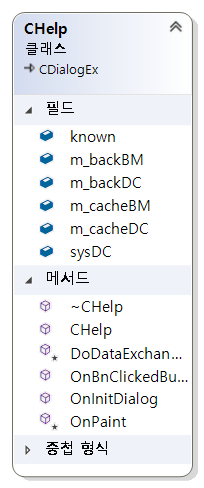 CHelp
클래스
CDialogEx
필드
known
m_backBM
m_backDC
m_cacheBM
m_cacheDC
sysDC
메서드
~CHelp
CHelp
DoDataExchan...
OnBnClickedBu...
OnInitDialog
OnPaint
중첩 형식